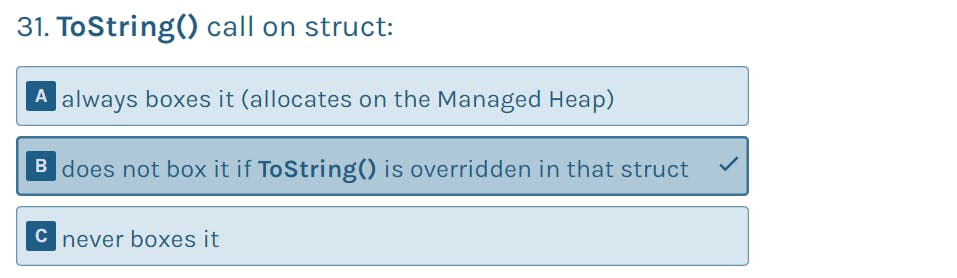 31. ToString() call on struct:
A always boxes it (allocates on the Managed Heap)
B does not box it if ToString() is overridden in that struct
C never boxes it